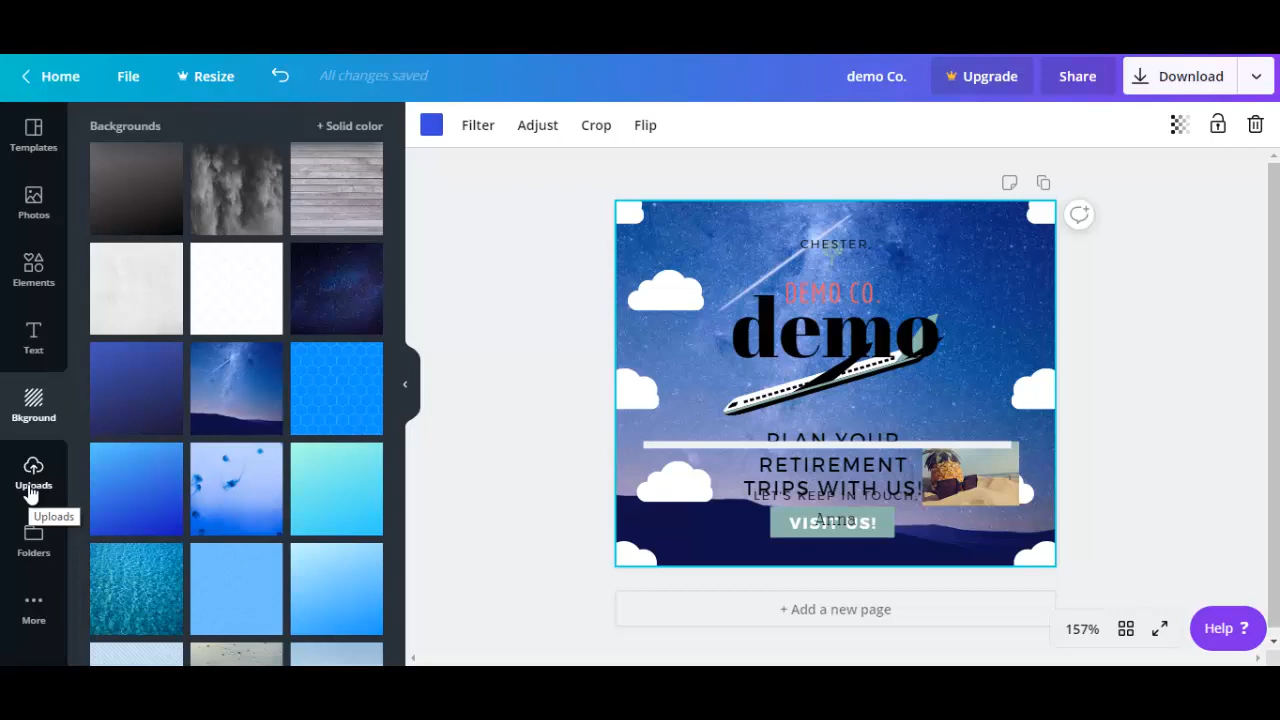 Home
File
Resize
All changes saved
demo Co.
Upgrade
Share
Download
Templates
Photos
Elements
Text
Bkground
Uploads
Uploads
Folders
More
Backgrounds
+ Solid color
Filter
Adjust
Crop
Flip
CHESTER.
DEMO CO.
demo
PLAN YOUR
RETIREMENT
TRIPS WITH US!
LET'S KEEP IN TOUCH,
Anna
VISIT US!
+ Add a new page
157%
Help ?